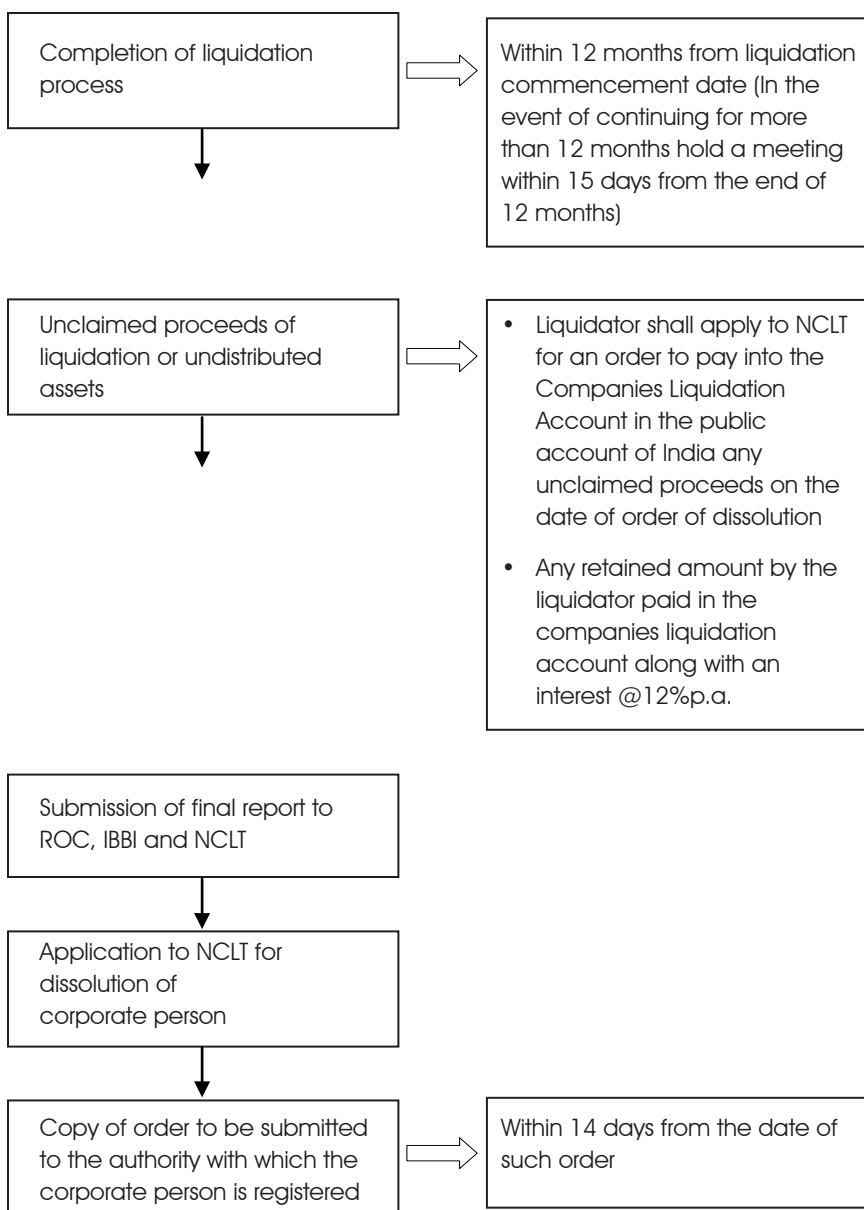 Completion of liquidation
process
Within 12 months from liquidation
commencement date (In the
event of continuing for more
than 12 months hold a meeting
within 15 days from the end of
12 months)
Unclaimed proceeds of
liquidation or undistributed
assets
• Liquidator shall apply to NCLT
for an order to pay into the
Companies Liquidation
Account in the public
account of India any
unclaimed proceeds on the
date of order of dissolution
• Any retained amount by the
liquidator paid in the
companies liquidation
account along with an
interest @12%p.a.
Submission of final report to
ROC, IBBI and NCLT
Application to NCLT for
dissolution of
corporate person
Copy of order to be submitted
to the authority with which the
corporate person is registered
Within 14 days from the date of
such order